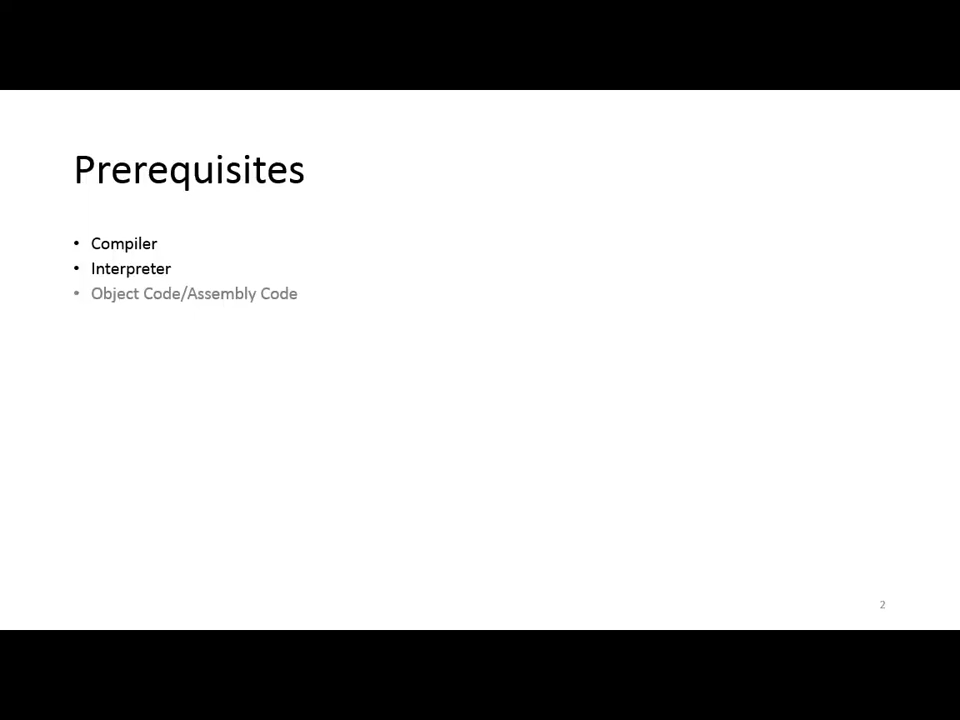 Prerequisites
• Compiler
• Interpreter
• Object Code/Assembly Code
2